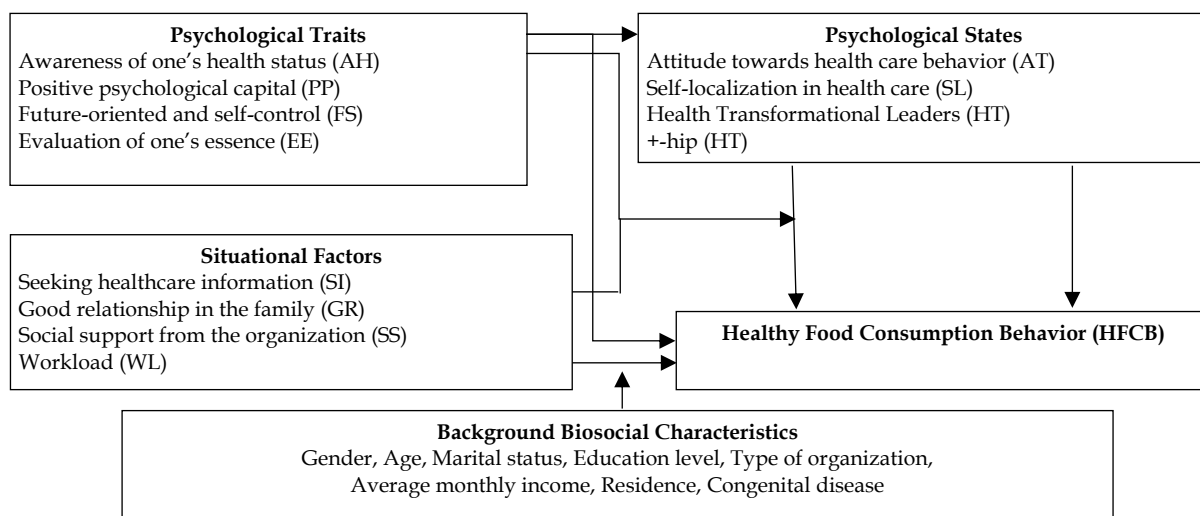 Psychological Traits
Awareness of one's health status (AH)
Positive psychological capital (PP)
Future-oriented and self-control (FS)
Evaluation of one's essence (EE)
Psychological States
Attitude towards health care behavior (AT)
Self-localization in health care (SL)
Health Transformational Leaders (HT)
+-hip (HT)
Situational Factors
Seeking healthcare information (SI)
Good relationship in the family (GR)
Social support from the organization (SS)
Workload (WL)
Healthy Food Consumption Behavior (HFCB)
Background Biosocial Characteristics
Gender, Age, Marital status, Education level, Type of organization,
Average monthly income, Residence, Congenital disease